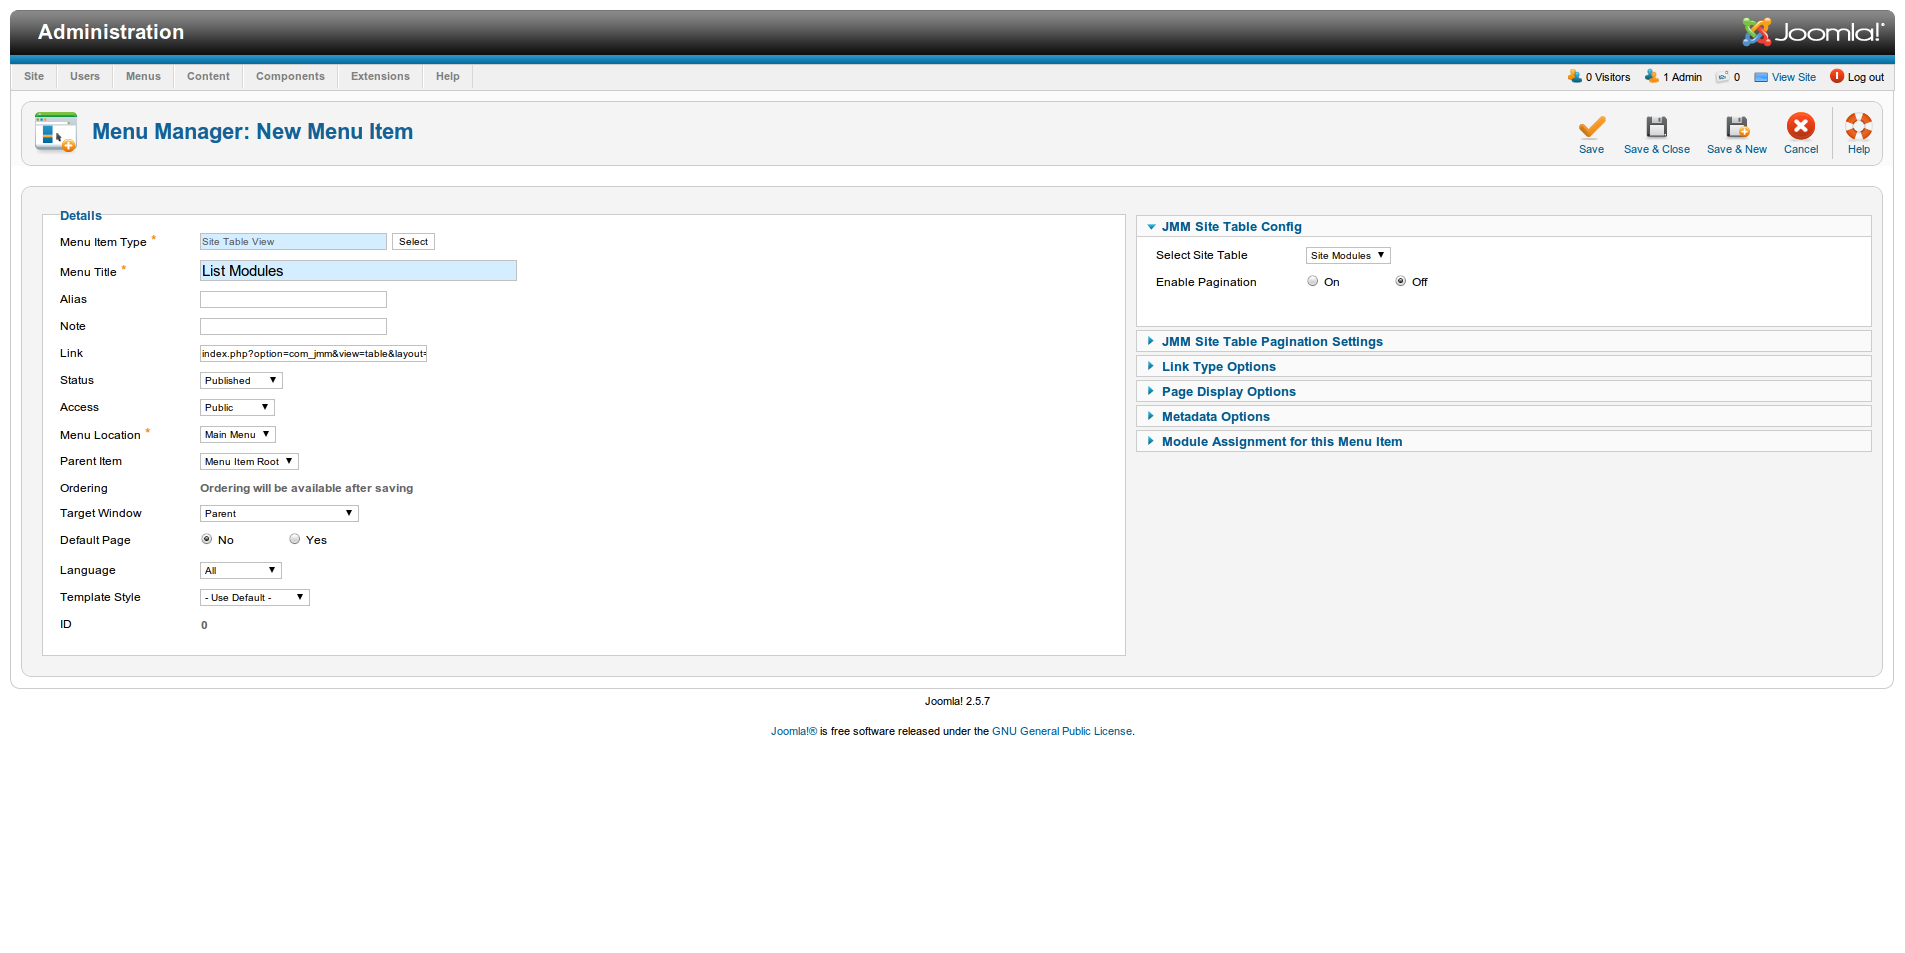 Administration
Joomla!
Site Users Menus Content Components Extensions Help
0 Visitors 1 Admin 0 View Site Log out
Menu Manager: New Menu Item
Save Save & Close Save & New Cancel Help
Details
Menu Item Type * Site Table View Select
Menu Title * List Modules
Alias
Note
Link index.php?option=com_jmm&view=table&layout=
Status Published
Access Public
Menu Location * Main Menu
Parent Item Menu Item Root
Ordering Ordering will be available after saving
Target Window Parent
Default Page No Yes
Language All
Template Style - Use Default -
ID 0
JMM Site Table Config
Select Site Table Site Modules
Enable Pagination On Off
JMM Site Table Pagination Settings
Link Type Options
Page Display Options
Metadata Options
Module Assignment for this Menu Item
Joomla! 2.5.7
Joomla!® is free software released under the GNU General Public License.